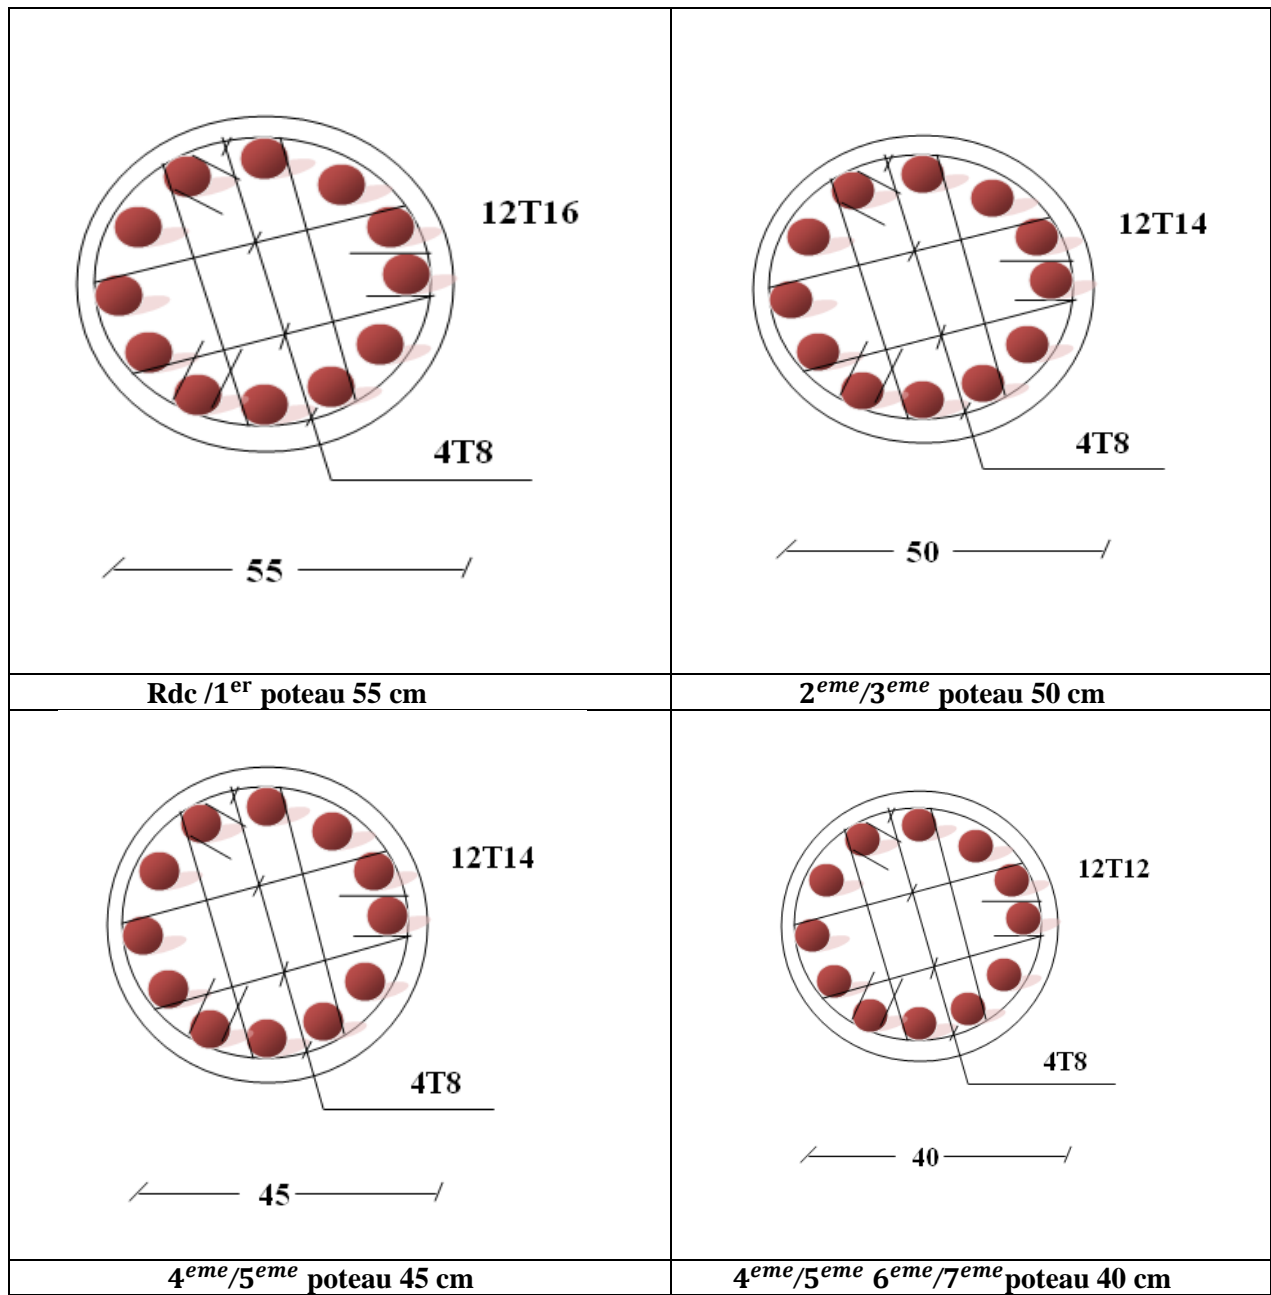 12T16
4T8
55
12T14
4T8
50
Rdc /1er poteau 55 cm
2eme/3eme poteau 50 cm
12T14
4T8
45
12T12
4T8
40
4eme/5eme poteau 45 cm
4eme/5eme 6eme/7eme poteau 40 cm